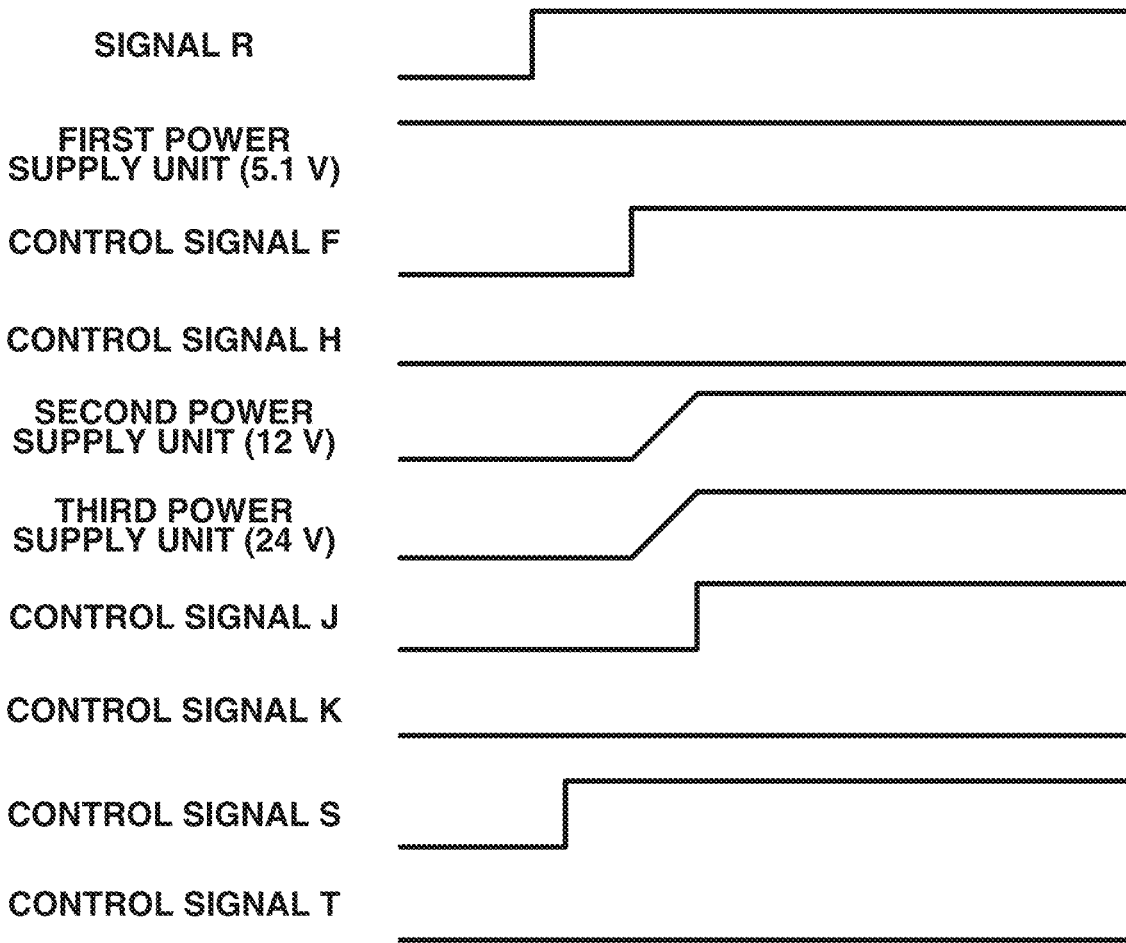 SIGNAL R
FIRST POWER
SUPPLY UNIT (5.1 V)
CONTROL SIGNAL F
CONTROL SIGNAL H
SECOND POWER
SUPPLY UNIT (12 V)
THIRD POWER
SUPPLY UNIT (24 V)
CONTROL SIGNAL J
CONTROL SIGNAL K
CONTROL SIGNAL S
CONTROL SIGNAL T